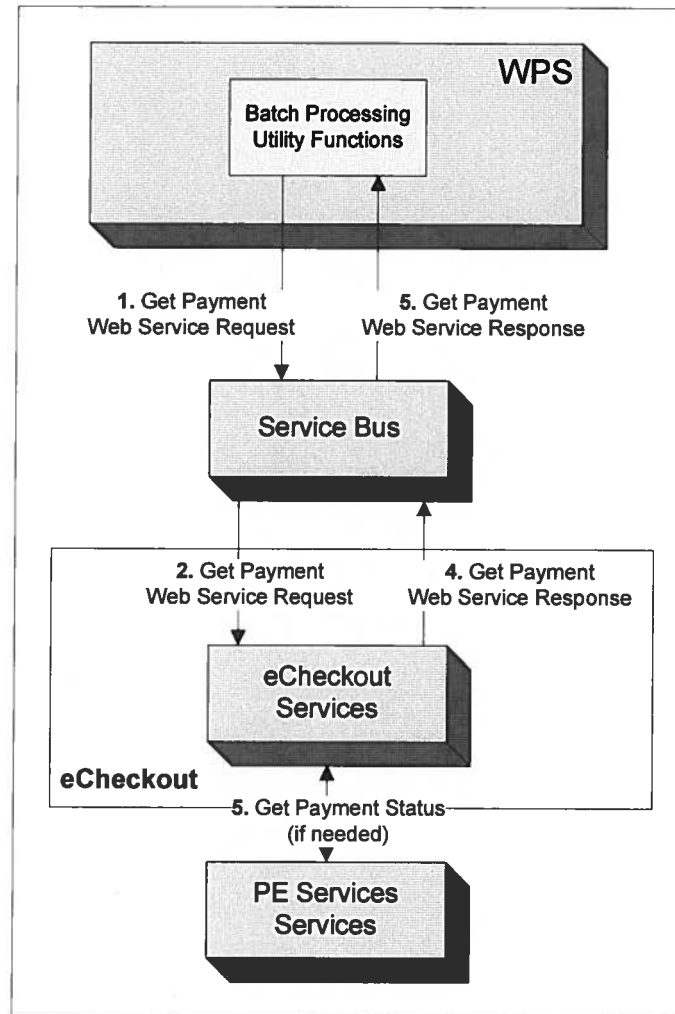 WPS
Batch Processing
Utility Functions
1. Get Payment
Web Service Request
5. Get Payment
Web Service Response
Service Bus
2. Get Payment
Web Service Request
4. Get Payment
Web Service Response
eCheckout
Services
eCheckout
5. Get Payment Status
(if needed)
PE Services
Services